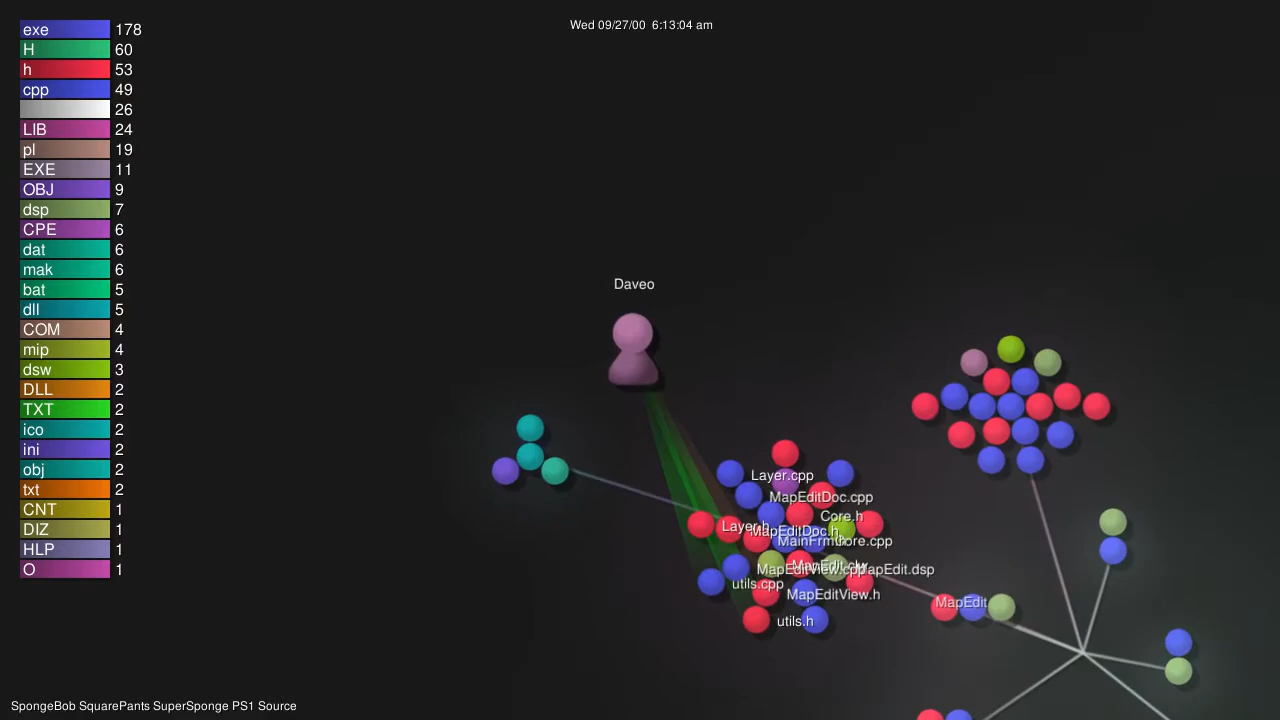 Wed 09/27/00  6:13:04 am
exe 178
H 60
h 53
cpp 49
26
LIB 24
pl 19
EXE 11
OBJ 9
dsp 7
CPE 6
dat 6
mak 6
bat 5
dll 5
COM 4
mip 4
dsw 3
DLL 2
TXT 2
ico 2
ini 2
obj 2
txt 2
CNT 1
DIZ 1
HLP 1
O 1
Daveo
Layer.cpp
MapEditDoc.cpp
Core.h
Layer.h
MapEditDoc.h
Core.cpp
MapEditView.cpp
MapEdit.dsp
utils.cpp
MapEditView.h
MapEdit
utils.h
SpongeBob SquarePants SuperSponge PS1 Source